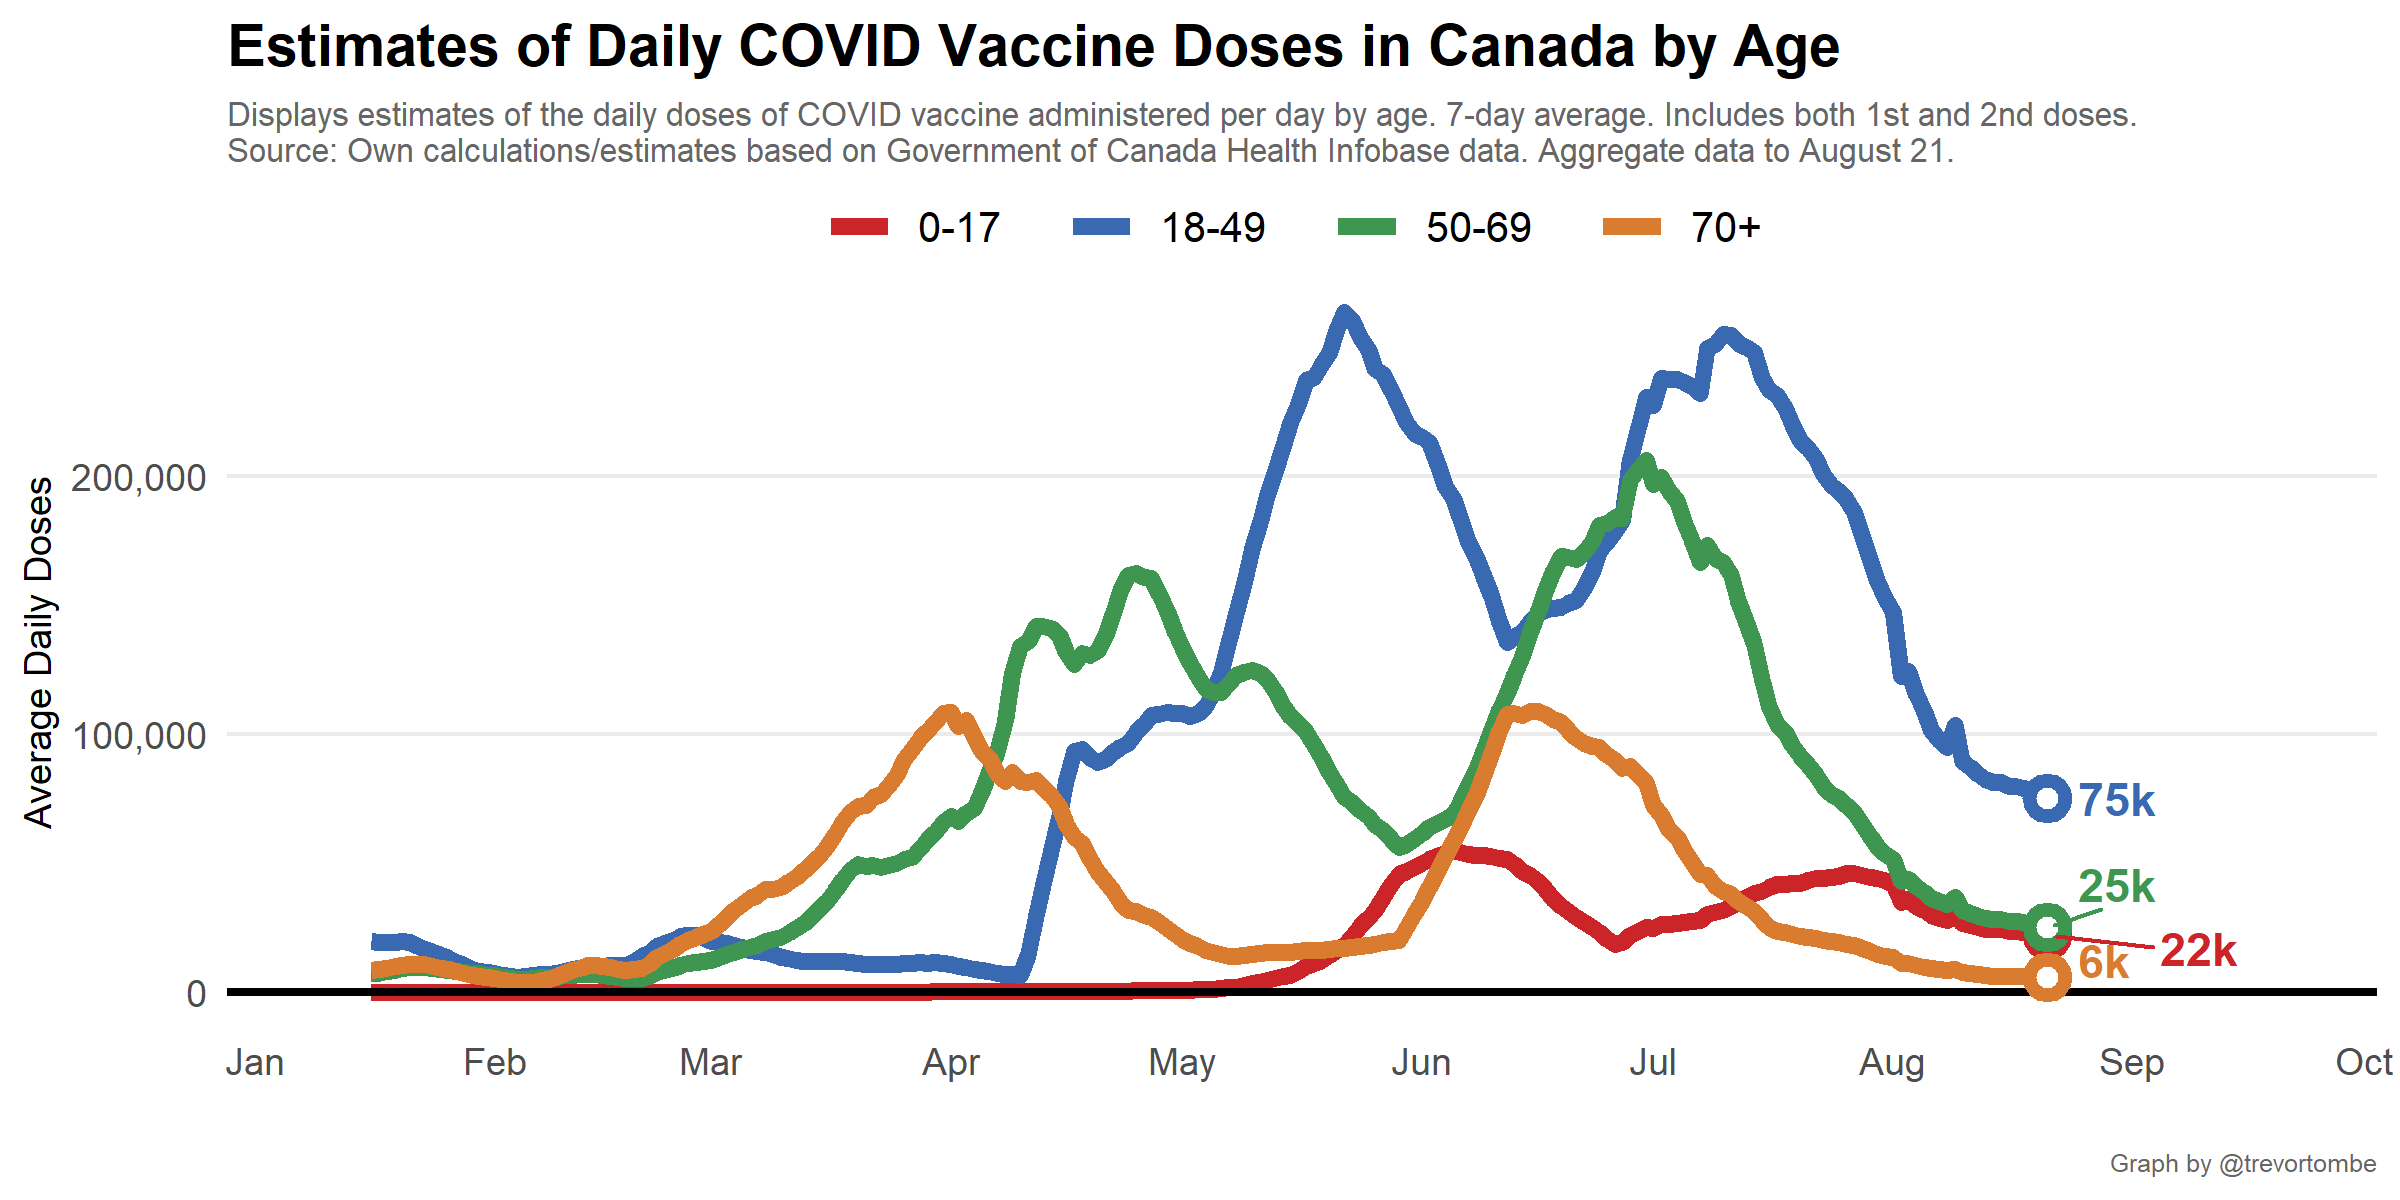 Estimates of Daily COVID Vaccine Doses in Canada by Age
Displays estimates of the daily doses of COVID vaccine administered per day by age. 7-day average. Includes both 1st and 2nd doses.
Source: Own calculations/estimates based on Government of Canada Health Infobase data. Aggregate data to August 21.
0-17 18-49 50-69 70+
Average Daily Doses
200,000
100,000
0
75k
25k
22k
6k
Jan Feb Mar Apr May Jun Jul Aug Sep Oct
Graph by @trevortombe